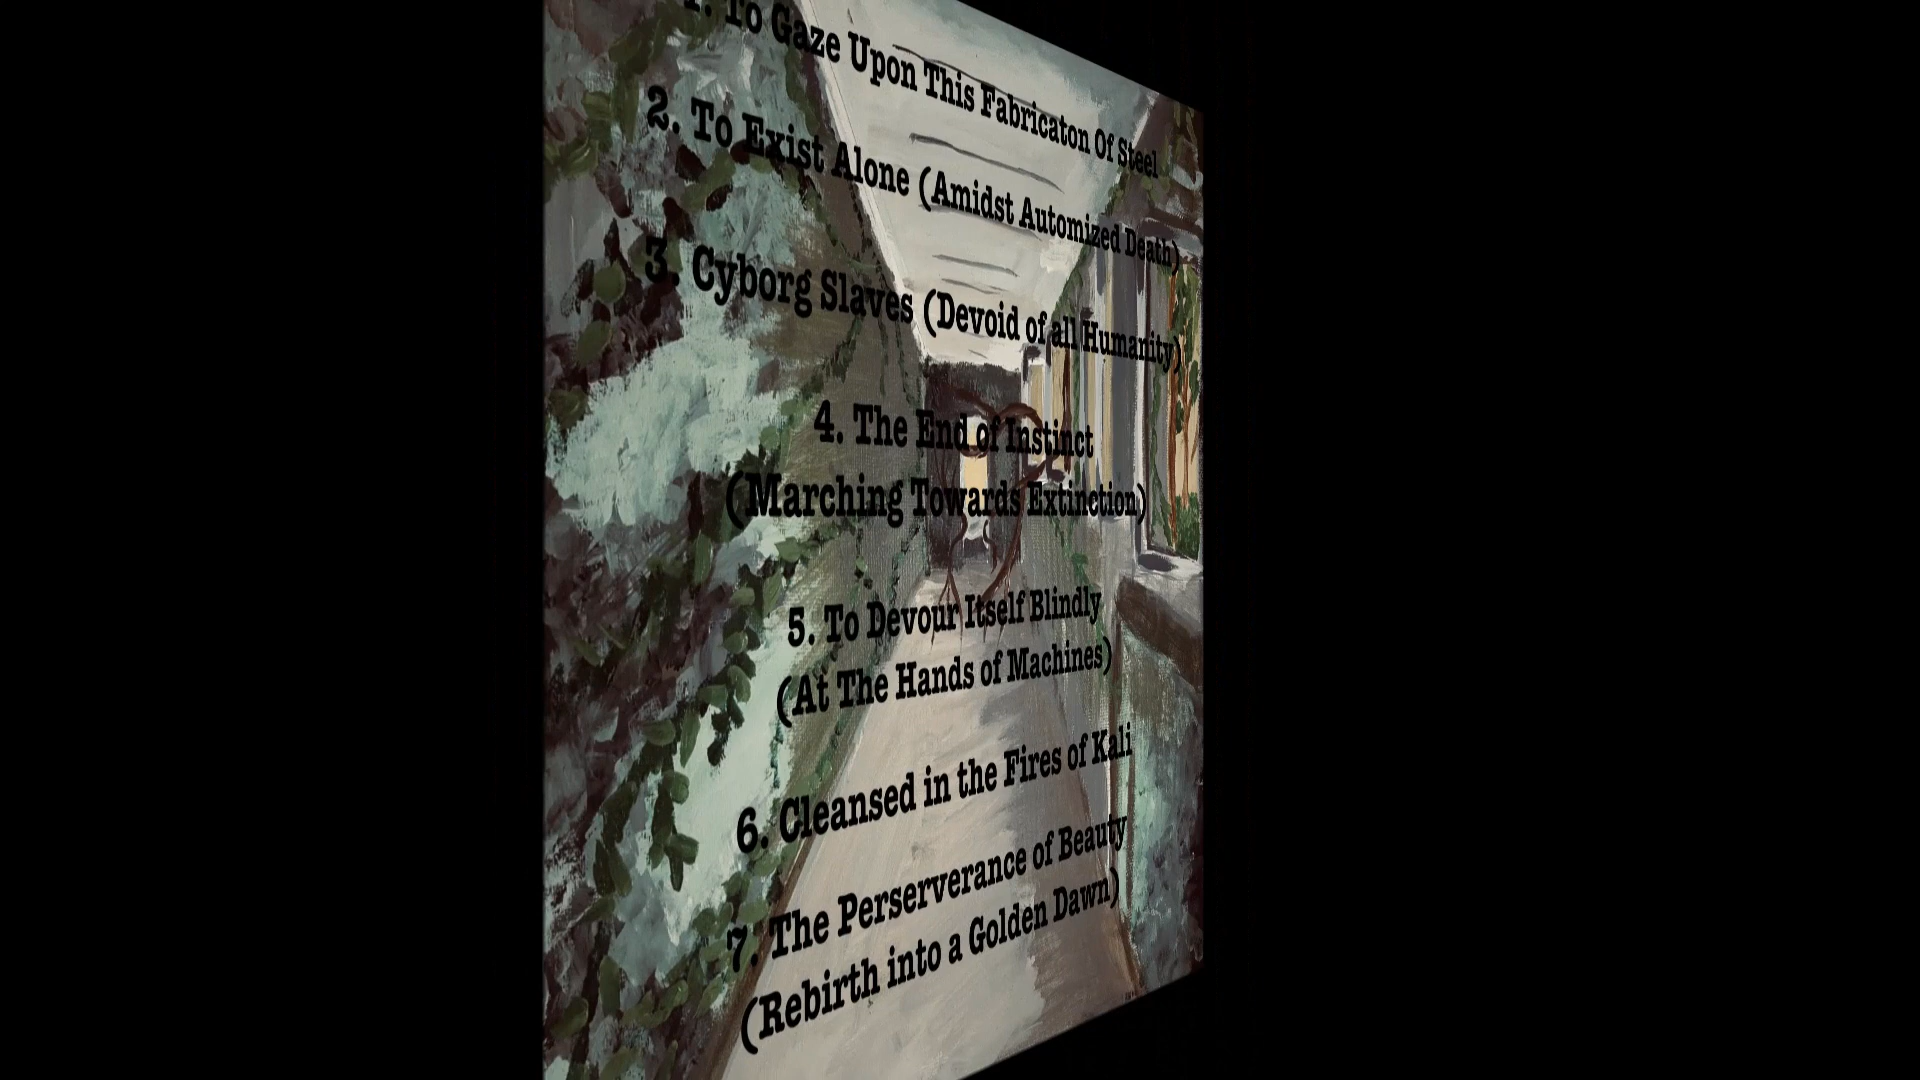 1. To Gaze Upon This Fabricaton Of Steel
2. To Exist Alone (Amidst Automized Death)
3. Cyborg Slaves (Devoid of all Humanity)
4. The End of Instinct
(Marching Towards Extinction)
5. To Devour Itself Blindly
(At The Hands of Machines)
6. Cleansed in the Fires of Kali
7. The Perserverance of Beauty
(Rebirth into a Golden Dawn)